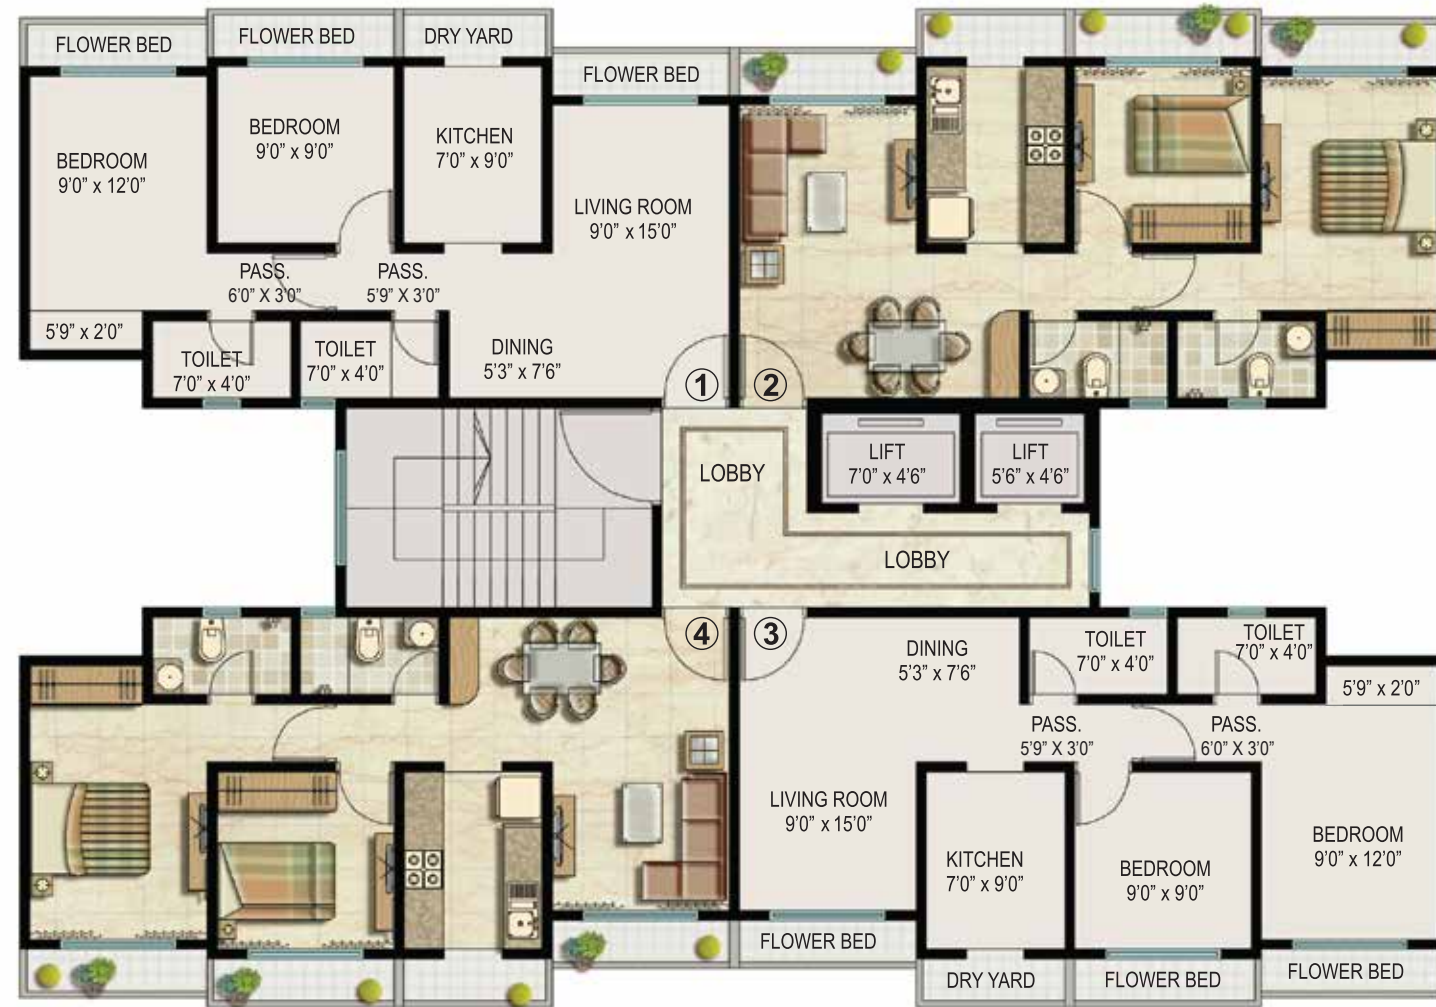 FLOWER BED
FLOWER BED
DRY YARD
FLOWER BED
BEDROOM
9'0” x 12'0”
BEDROOM
9'0” x 9'0”
KITCHEN
7'0” x 9'0”
LIVING ROOM
9'0” x 15'0”
PASS.
6'0” X 3'0”
PASS.
5'9” X 3'0”
5'9” x 2'0”
TOILET
7'0” x 4'0”
TOILET
7'0” x 4'0”
DINING
5'3” x 7'6”
1
2
LOBBY
LIFT
7'0” x 4'6”
LIFT
5'6” x 4'6”
LOBBY
4
3
DINING
5'3” x 7'6”
TOILET
7'0” x 4'0”
TOILET
7'0” x 4'0”
5'9” x 2'0”
PASS.
5'9” X 3'0”
PASS.
6'0” X 3'0”
LIVING ROOM
9'0” x 15'0”
KITCHEN
7'0” x 9'0”
BEDROOM
9'0” x 9'0”
BEDROOM
9'0” x 12'0”
FLOWER BED
DRY YARD
FLOWER BED
FLOWER BED